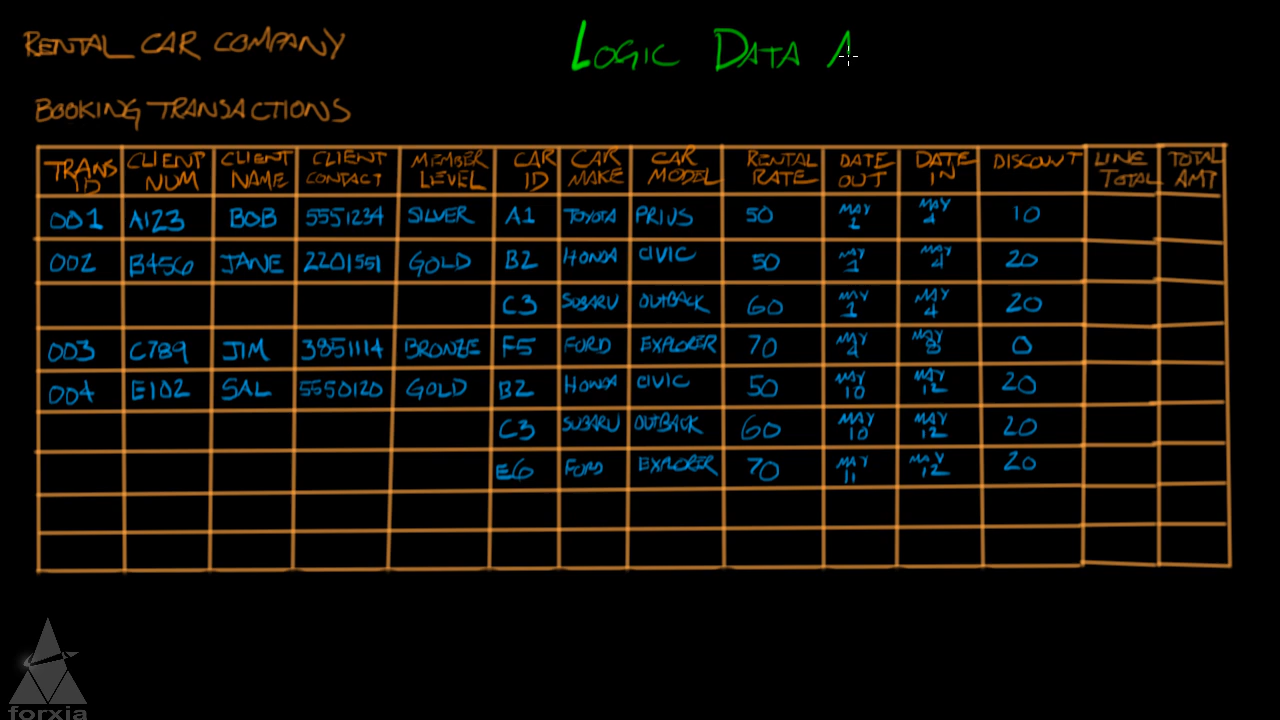 RENTAL CAR COMPANY
LOGIC DATA A
BOOKING TRANSACTIONS
TRANS ID CLIENT NUM CLIENT NAME CLIENT CONTACT MEMBER LEVEL CAR ID CAR MAKE CAR MODEL RENTAL RATE DATE OUT DATE IN DISCOUNT LINE TOTAL TOTAL AMT
001 A123 BOB 5551234 SILVER A1 TOYOTA PRIUS 50 MAY 1 MAY 4 10
002 B456 JANE 2201551 GOLD B2 HONDA CIVIC 50 MAY 1 MAY 4 20
C3 SUBARU OUTBACK 60 MAY 1 MAY 4 20
003 C789 JIM 3851114 BRONZE F5 FORD EXPLORER 70 MAY 4 MAY 8 0
004 E102 SAL 5550120 GOLD B2 HONDA CIVIC 50 MAY 10 MAY 12 20
C3 SUBARU OUTBACK 60 MAY 10 MAY 12 20
E6 FORD EXPLORER 70 MAY 11 MAY 12 20
forxia